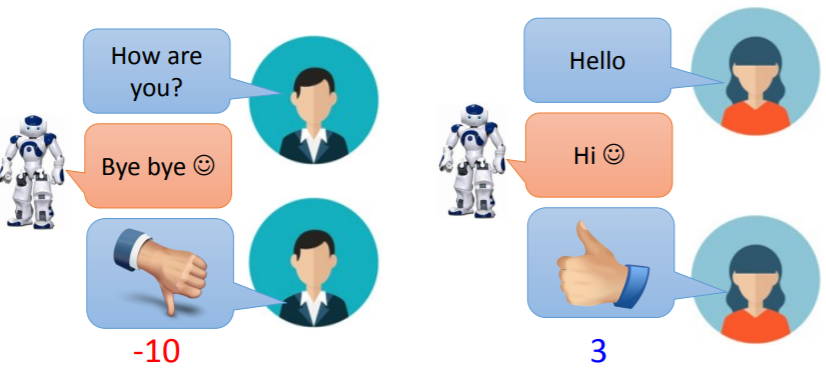 How are
you?
Bye bye ☺
-10
Hello
Hi ☺
3